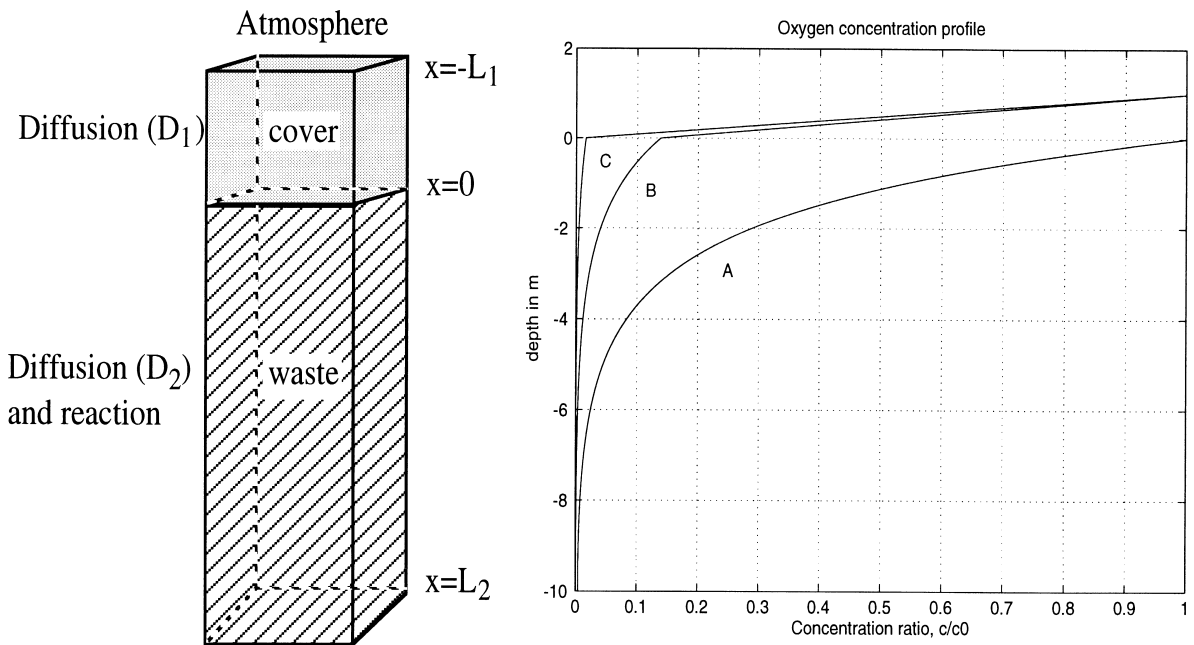 Atmosphere
x=-L1
Diffusion (D1)
cover
x=0
Diffusion (D2)
and reaction
waste
x=L2
Oxygen concentration profile
2
0
-2
-4
-6
-8
-10
depth in m
C
B
A
0 0.1 0.2 0.3 0.4 0.5 0.6 0.7 0.8 0.9 1
Concentration ratio, c/c0